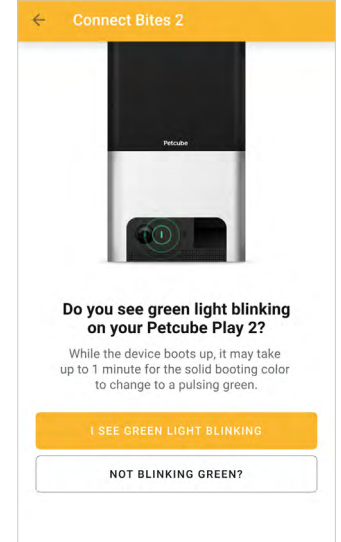 Connect Bites 2
Petcube
Do you see green light blinking
on your Petcube Play 2?
While the device boots up, it may take
up to 1 minute for the solid booting color
to change to a pulsing green.
I SEE GREEN LIGHT BLINKING
NOT BLINKING GREEN?